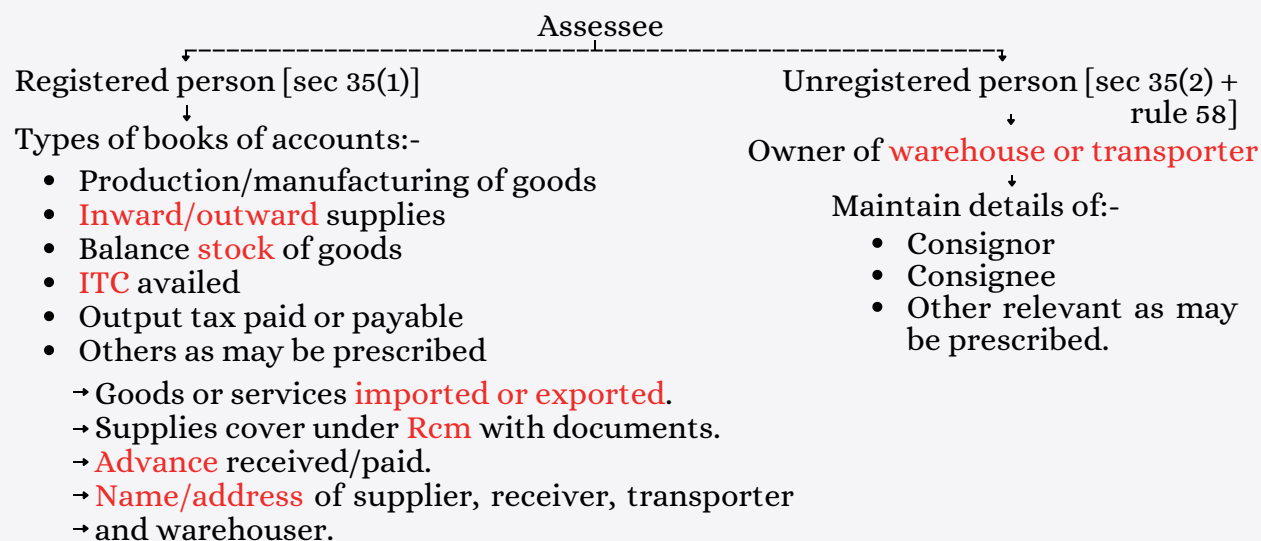 Assessee
Registered person [sec 35(1)]
Types of books of accounts:-
• Production/manufacturing of goods
• Inward/outward supplies
• Balance stock of goods
• ITC availed
• Output tax paid or payable
• Others as may be prescribed
→ Goods or services imported or exported.
→ Supplies cover under Rcm with documents.
→ Advance received/paid.
→ Name/address of supplier, receiver, transporter
→ and warehouser.
Unregistered person [sec 35(2) +
rule 58]
Owner of warehouse or transporter
Maintain details of:-
• Consignor
• Consignee
• Other relevant as may
be prescribed.